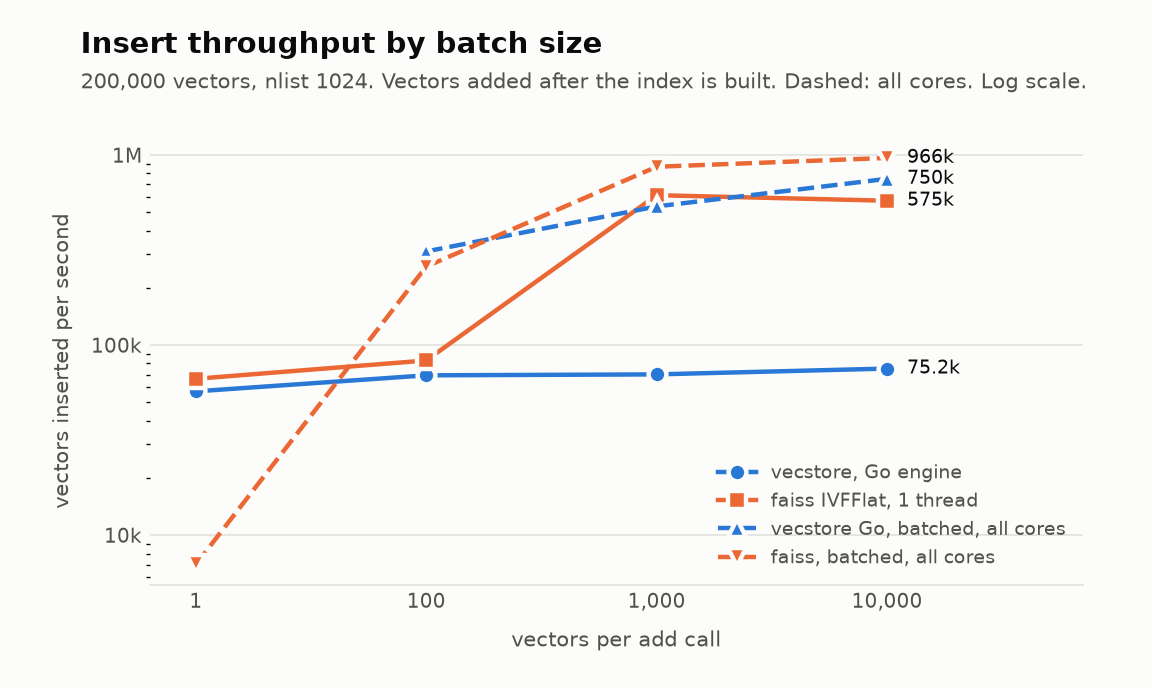 Insert throughput by batch size
200,000 vectors, nlist 1024. Vectors added after the index is built. Dashed: all cores. Log scale.
1M
966k
750k
575k
100k
75.2k
vectors inserted per second
vecstore, Go engine
faiss IVFFlat, 1 thread
vecstore Go, batched, all cores
10k
faiss, batched, all cores
1
100
1,000
10,000
vectors per add call